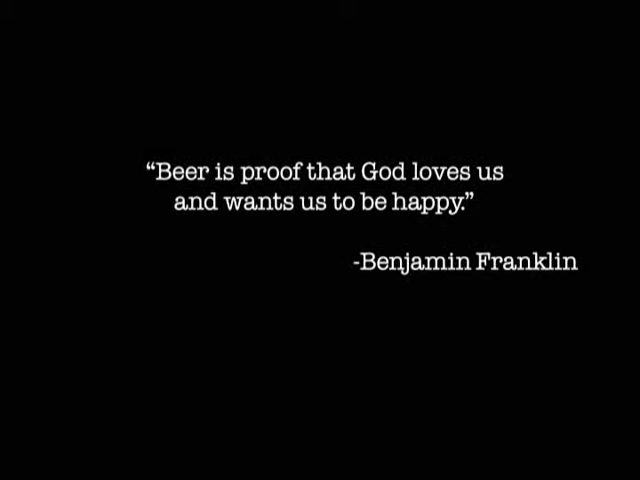 “Beer is proof that God loves us
and wants us to be happy.”
-Benjamin Franklin